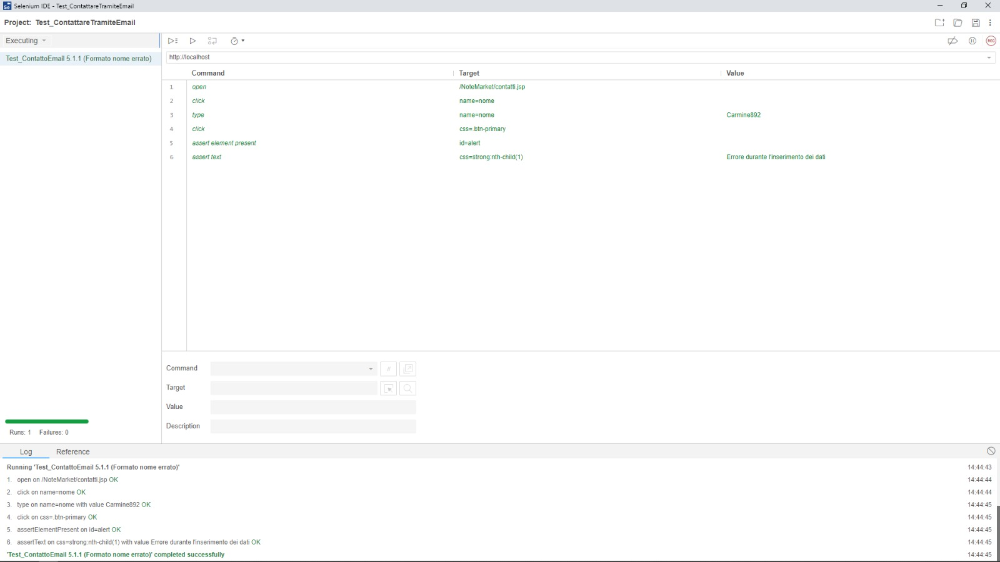 Selenium IDE - Test_ContattareTramiteEmail
Project: Test_ContattareTramiteEmail
Executing
Test_ContattoEmail 5.1.1 (Formato nome errato)
REC
http://localhost
Command Target Value
1 open /NoteMarket/contatti.jsp
2 click name=nome
3 type name=nome Carmine892
4 click css=.btn-primary
5 assert element present id=alert
6 assert text css=strong:nth-child(1) Errore durante l'inserimento dei dati
Command
//
Target
Value
Description
Runs: 1 Failures: 0
Log Reference
Running 'Test_ContattoEmail 5.1.1 (Formato nome errato)' 14:44:43
1. open on /NoteMarket/contatti.jsp OK 14:44:44
2. click on name=nome OK 14:44:44
3. type on name=nome with value Carmine892 OK 14:44:45
4. click on css=.btn-primary OK 14:44:45
5. assertElementPresent on id=alert OK 14:44:45
6. assertText on css=strong:nth-child(1) with value Errore durante l'inserimento dei dati OK 14:44:45
'Test_ContattoEmail 5.1.1 (Formato nome errato)' completed successfully 14:44:45